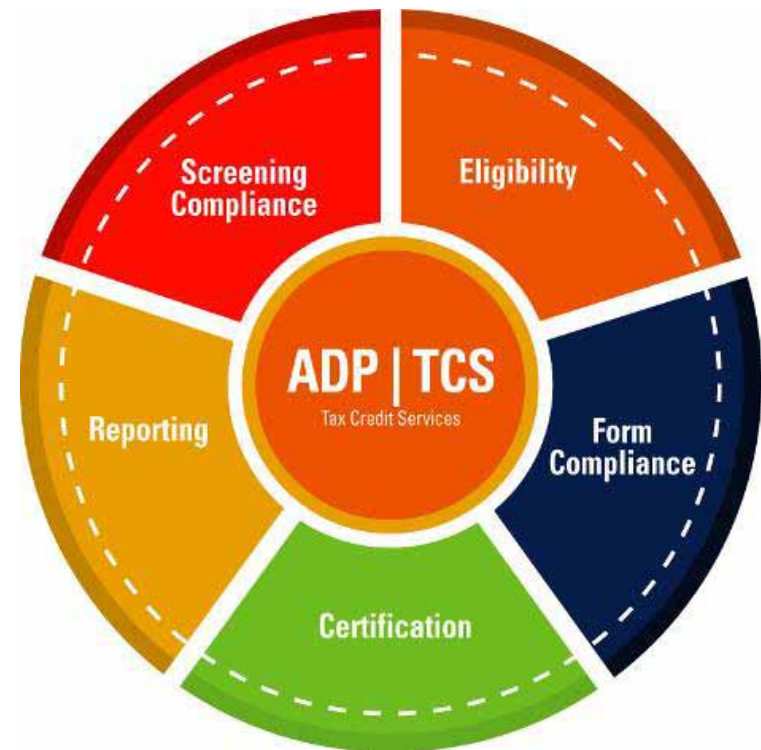 Screening
Compliance
Eligibility
ADP | TCS
Tax Credit Services
Reporting
Form
Compliance
Certification